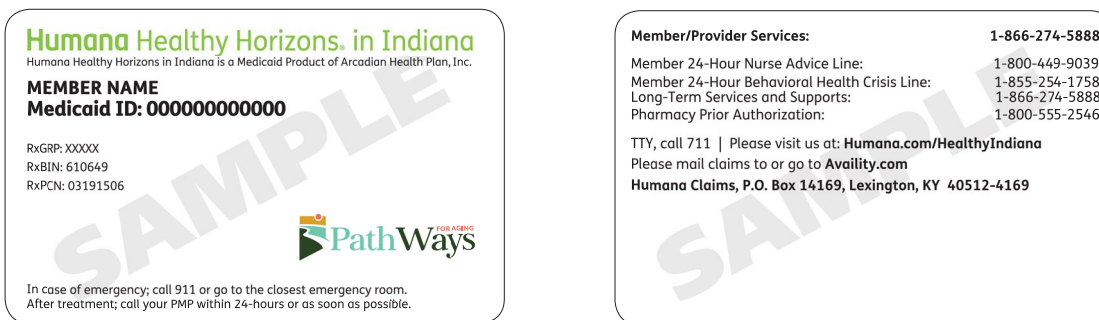 Humana Healthy Horizons® in Indiana
Humana Healthy Horizons in Indiana is a Medicaid Product of Arcadian Health Plan, Inc.
MEMBER NAME
Medicaid ID: 000000000000
RxGRP: XXXXX
RxBIN: 610649
RxPCN: 03191506
SAMPLE
PathWays FOR AGING
In case of emergency; call 911 or go to the closest emergency room.
After treatment; call your PMP within 24-hours or as soon as possible.
Member/Provider Services: 1-866-274-5888
Member 24-Hour Nurse Advice Line: 1-800-449-9039
Member 24-Hour Behavioral Health Crisis Line: 1-855-254-1758
Long-Term Services and Supports: 1-866-274-5888
Pharmacy Prior Authorization: 1-800-555-2546
TTY, call 711 | Please visit us at: Humana.com/HealthyIndiana
Please mail claims to or go to Availity.com
Humana Claims, P.O. Box 14169, Lexington, KY 40512-4169
SAMPLE